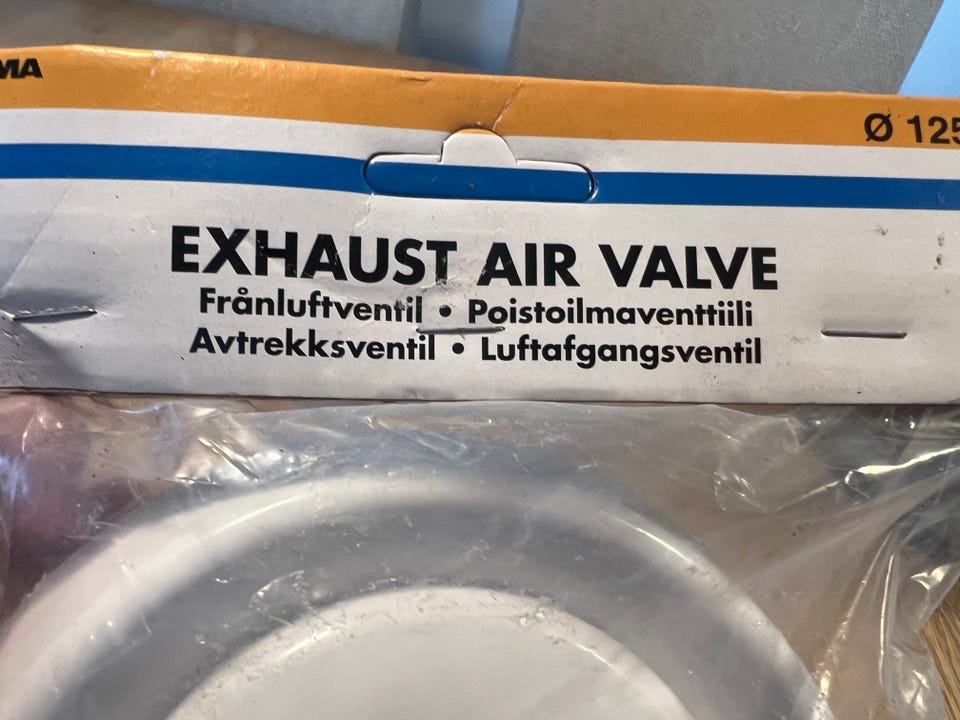 Ø 125
EXHAUST AIR VALVE
Frånluftventil • Poistoilmaventtiili
Avtrekksventil • Luftafgangsventil